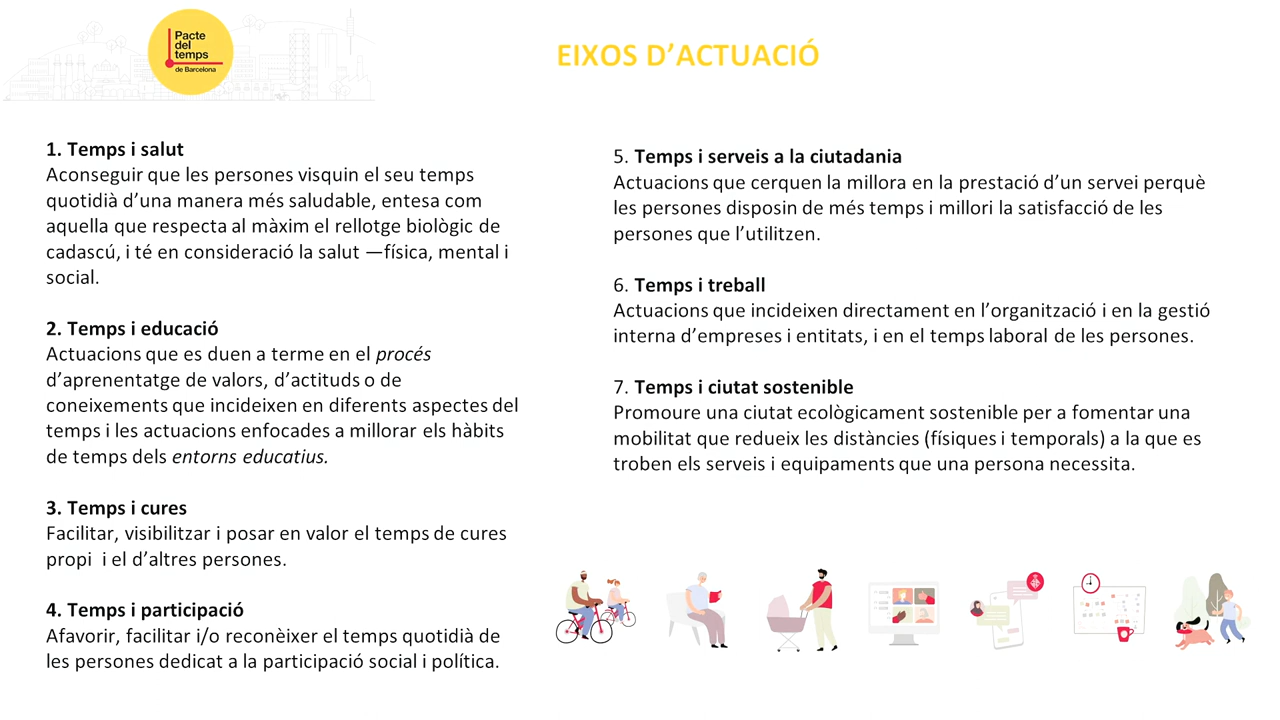 Pacte
del
temps
de Barcelona
EIXOS D’ACTUACIÓ
1. Temps i salut
Aconseguir que les persones visquin el seu temps
quotidià d’una manera més saludable, entesa com
aquella que respecta al màxim el rellotge biològic de
cadascú, i té en consideració la salut —física, mental i
social.
2. Temps i educació
Actuacions que es duen a terme en el procés
d’aprenentatge de valors, d’actituds o de
coneixements que incideixen en diferents aspectes del
temps i les actuacions enfocades a millorar els hàbits
de temps dels entorns educatius.
3. Temps i cures
Facilitar, visibilitzar i posar en valor el temps de cures
propi i el d’altres persones.
4. Temps i participació
Afavorir, facilitar i/o reconèixer el temps quotidià de
les persones dedicat a la participació social i política.
5. Temps i serveis a la ciutadania
Actuacions que cerquen la millora en la prestació d’un servei perquè
les persones disposin de més temps i millori la satisfacció de les
persones que l’utilitzen.
6. Temps i treball
Actuacions que incideixen directament en l’organització i en la gestió
interna d’empreses i entitats, i en el temps laboral de les persones.
7. Temps i ciutat sostenible
Promoure una ciutat ecològicament sostenible per a fomentar una
mobilitat que redueix les distàncies (físiques i temporals) a la que es
troben els serveis i equipaments que una persona necessita.